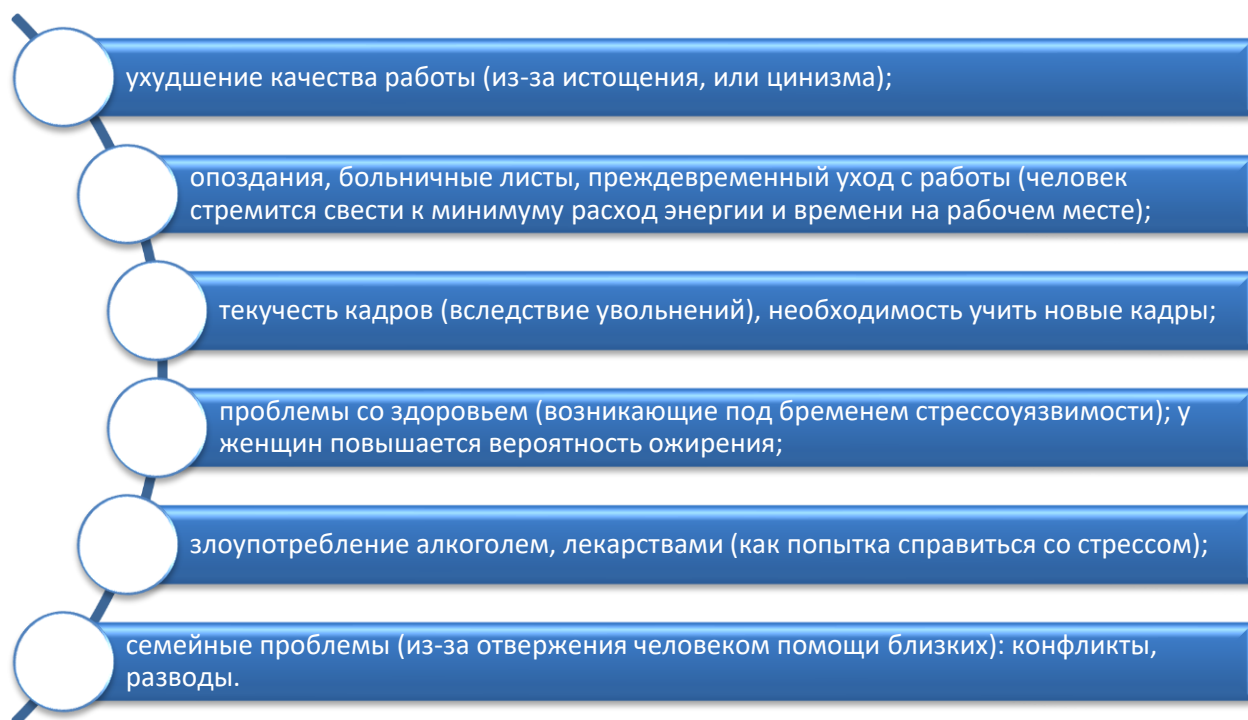 ухудшение качества работы (из-за истощения, или цинизма);
опоздания, больничные листы, преждевременный уход с работы (человек
стремится свести к минимуму расход энергии и времени на рабочем месте);
текучесть кадров (вследствие увольнений), необходимость учить новые кадры;
проблемы со здоровьем (возникающие под бременем стрессоуязвимости); у
женщин повышается вероятность ожирения;
злоупотребление алкоголем, лекарствами (как попытка справиться со стрессом);
семейные проблемы (из-за отвержения человеком помощи близких): конфликты,
разводы.